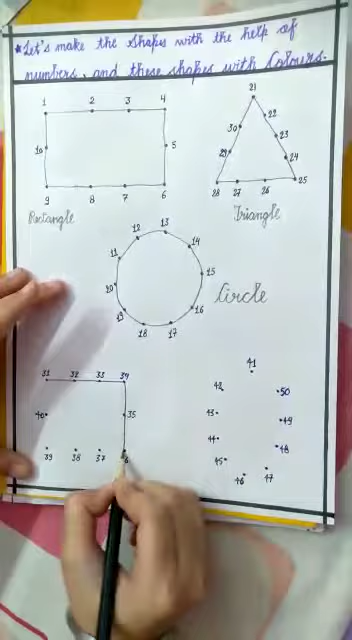 ★Let's make the shapes with the help of
numbers, and these shapes with Colours.
1 2 3 4
10 5
9 8 7 6
Rectangle
21
30 22
23
29 24
28 27 26 25
Triangle
13
12 14
11
10 15
19 16
18 17
Circle
31 32 33 34
40 35
39 38 37
41
42 50
43 49
44 48
45
46 47